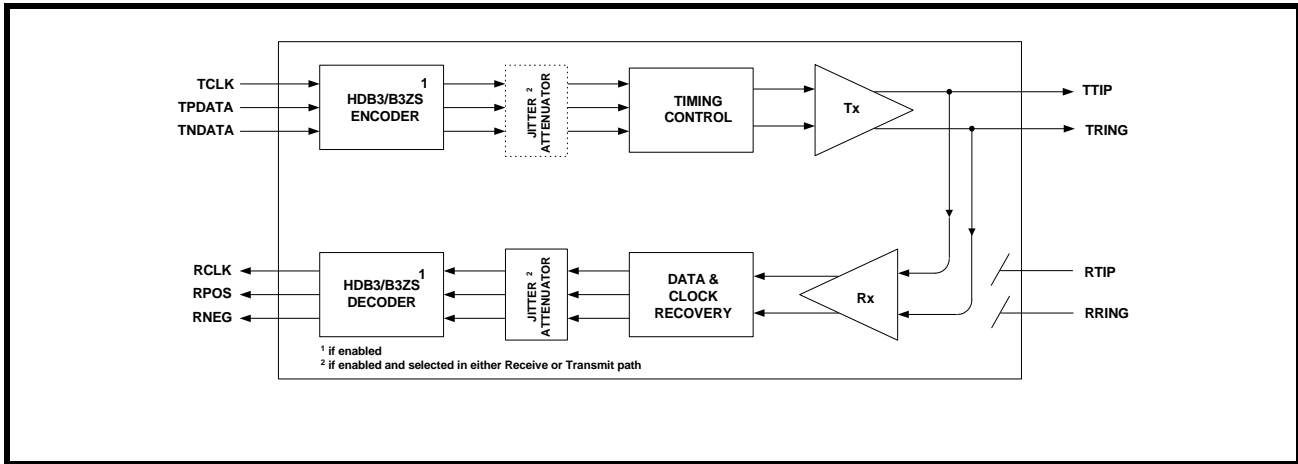 TCLK
TPDATA
TNDATA
HDB3/B3ZS 1
ENCODER
JITTER 2
ATTENUATOR
TIMING
CONTROL
Tx
TTIP
TRING
RCLK
RPOS
RNEG
HDB3/B3ZS 1
DECODER
JITTER 2
ATTENUATOR
DATA &
CLOCK
RECOVERY
Rx
RTIP
RRING
1 if enabled
2 if enabled and selected in either Receive or Transmit path